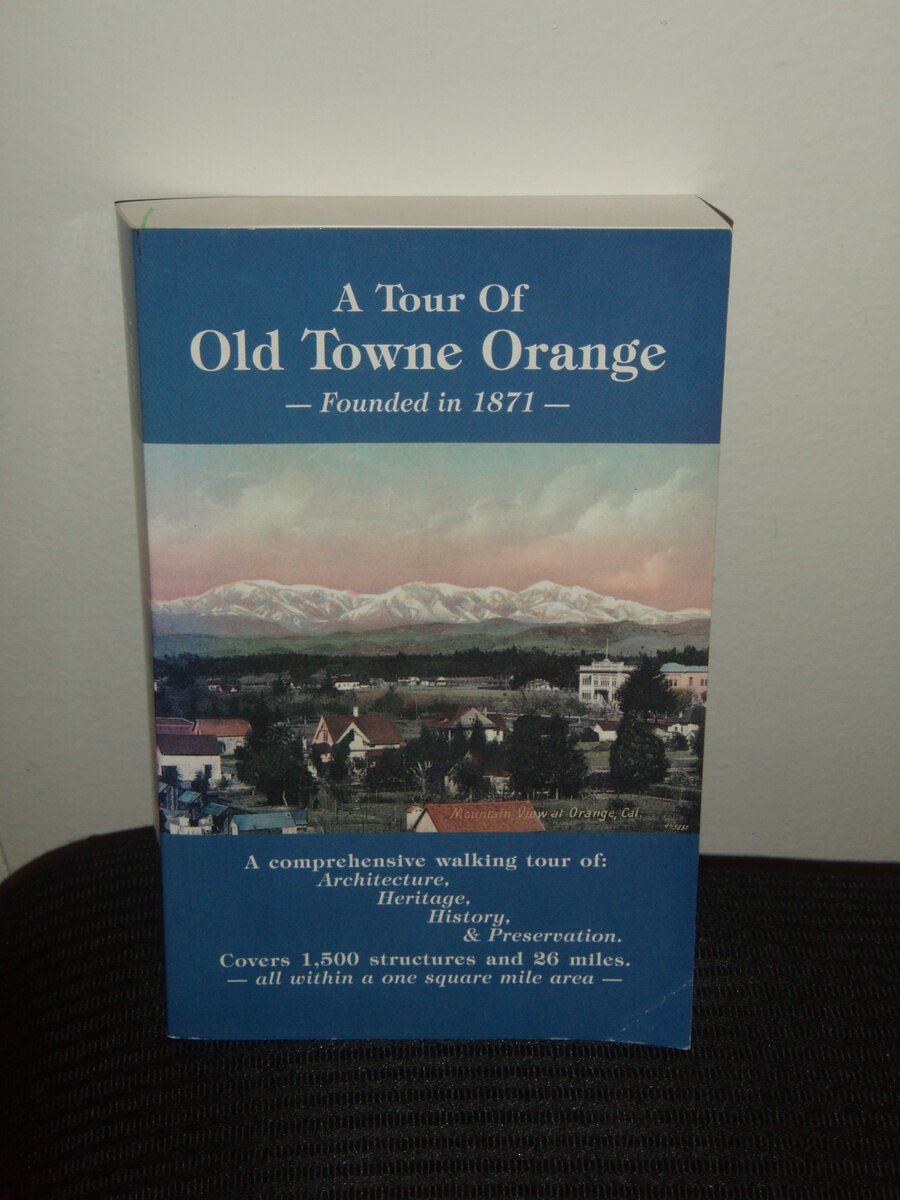 A Tour Of
Old Towne Orange
— Founded in 1871 —
Mountain View at Orange, Cal.
A comprehensive walking tour of:
Architecture,
Heritage,
History,
& Preservation.
Covers 1,500 structures and 26 miles.
— all within a one square mile area —